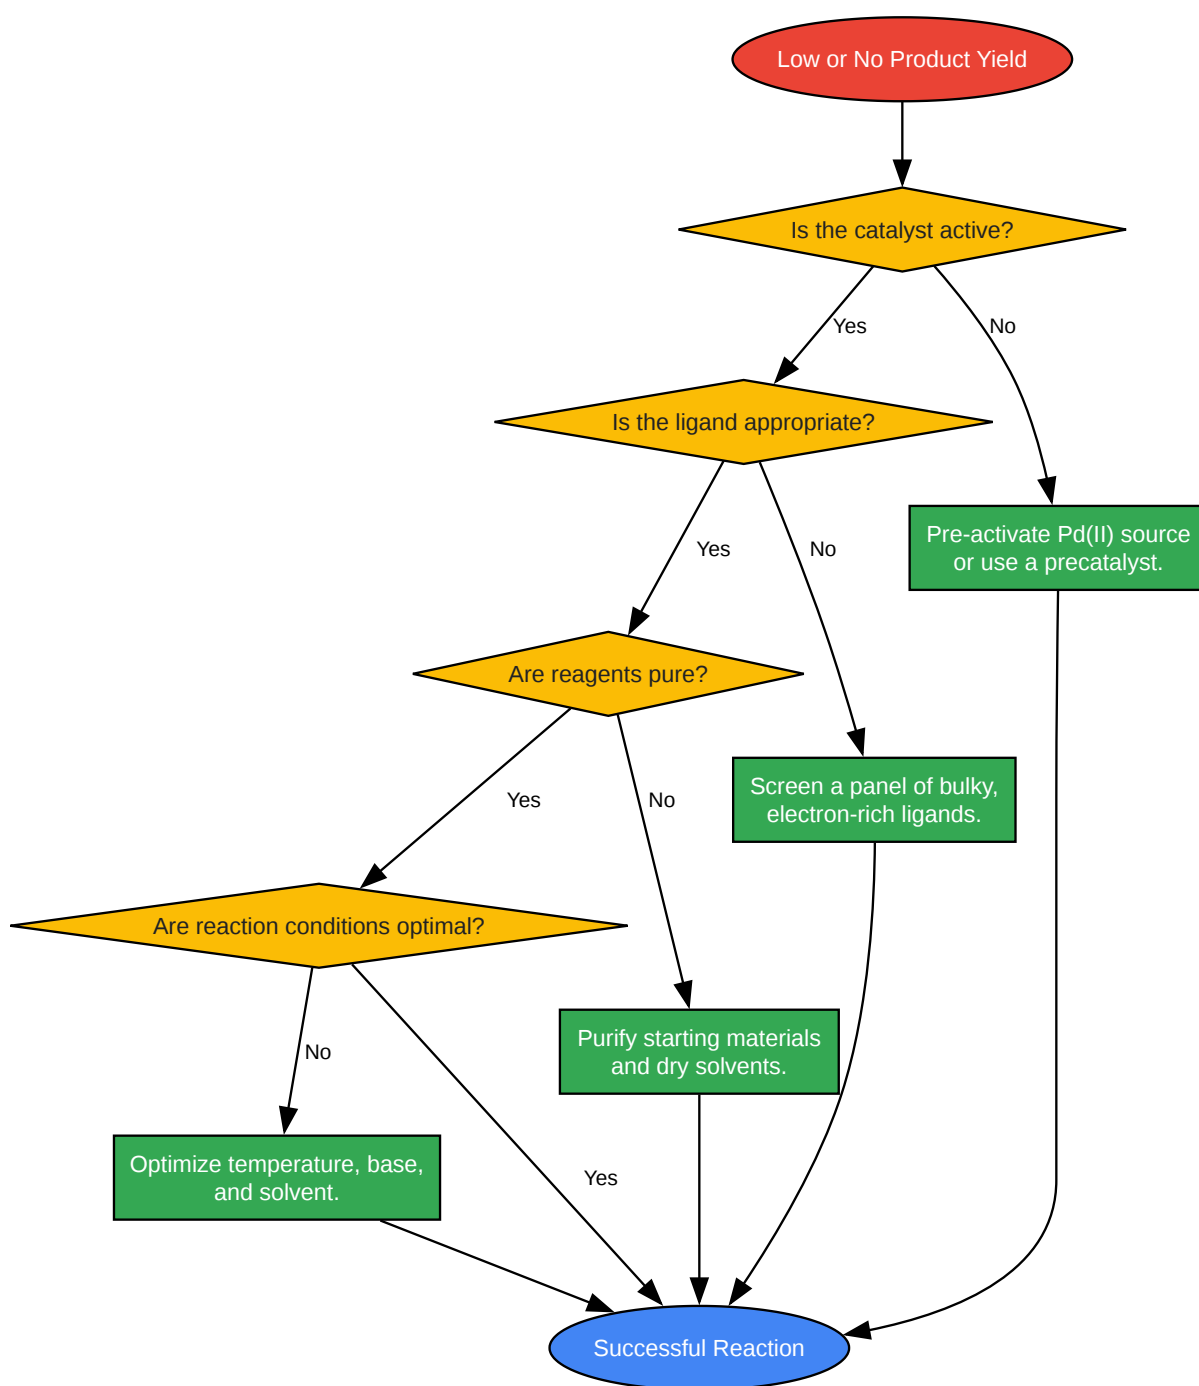 Low or No Product Yield
Is the catalyst active?
Yes
No
Is the ligand appropriate?
Pre-activate Pd(II) source
or use a precatalyst.
Yes
No
Are reagents pure?
Screen a panel of bulky,
electron-rich ligands.
Yes
No
Are reaction conditions optimal?
Purify starting materials
and dry solvents.
No
Optimize temperature, base,
and solvent.
Yes
Successful Reaction